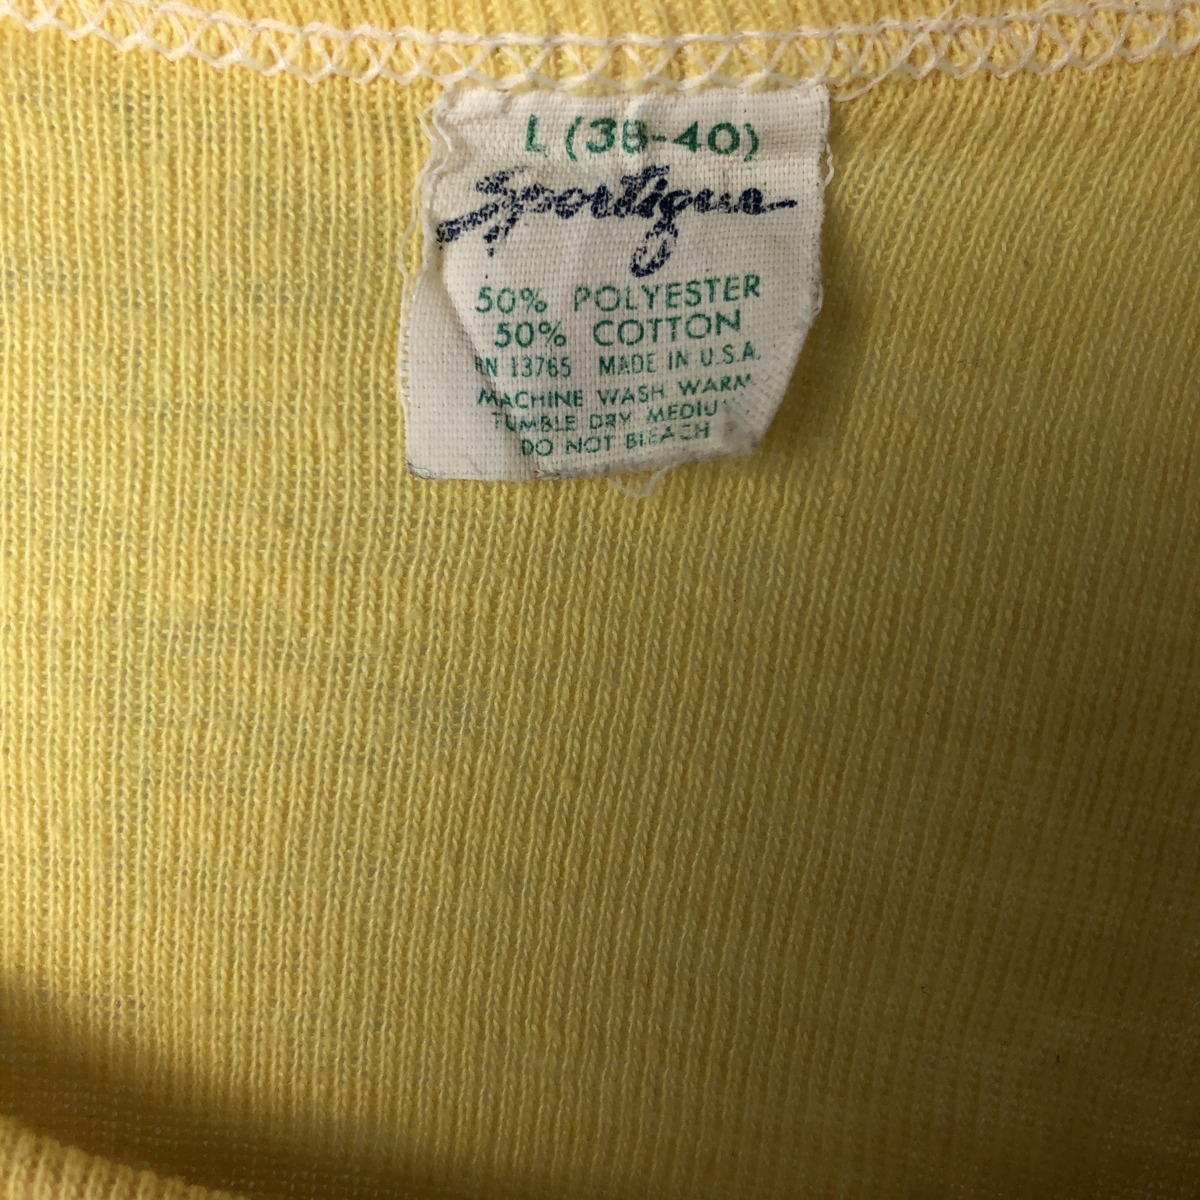 L (38-40)
Sportique
50% POLYESTER
50% COTTON
RN 13765 MADE IN U.S.A.
MACHINE WASH WARM
TUMBLE DRY MEDIUM
DO NOT BLEACH